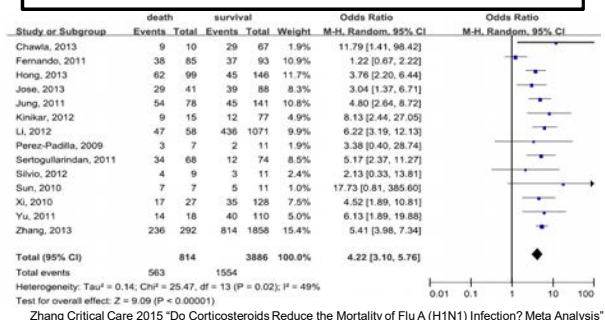 death survival Odds Ratio Odds Ratio
Study or Subgroup Events Total Events Total Weight M-H, Random, 95% CI M-H, Random, 95% CI
Chawla, 2013 9 10 29 67 1.9% 11.79 [1.41, 98.42]
Fernando, 2011 38 85 37 93 11.0% 1.22 [0.67, 2.22]
Hong, 2013 62 99 45 146 11.7% 3.76 [2.20, 6.44]
Jose, 2013 29 41 39 88 8.0% 3.04 [1.37, 6.71]
Jung, 2011 54 78 45 141 11.0% 4.80 [2.64, 8.72]
Kinikar, 2012 9 15 12 77 4.8% 8.13 [2.44, 27.05]
Li, 2012 47 58 436 1071 9.9% 6.22 [3.19, 12.13]
Perez-Padilla, 2009 3 7 2 11 1.5% 3.38 [0.40, 28.74]
Sertogullarindan, 2011 34 68 12 74 8.2% 5.17 [2.37, 11.27]
Silvio, 2012 4 9 3 11 2.1% 2.13 [0.33, 13.81]
Sun, 2010 7 7 5 11 1.0% 17.73 [0.81, 385.60]
Xi, 2010 17 27 35 128 7.2% 4.52 [1.89, 10.81]
Yu, 2011 14 18 40 110 5.0% 6.13 [1.89, 19.88]
Zhang, 2013 236 292 814 1858 15.4% 5.41 [3.98, 7.34]
Total (95% CI) 814 3886 100.0% 4.22 [3.10, 5.76]
Total events 563 1554
Heterogeneity: Tau² = 0.14; Chi² = 25.47, df = 13 (P = 0.02); I² = 49%
Test for overall effect: Z = 9.09 (P < 0.00001)
0.01 0.1 1 10 100
Zhang Critical Care 2015 "Do Corticosteroids Reduce the Mortality of Flu A (H1N1) Infection? Meta Analysis"